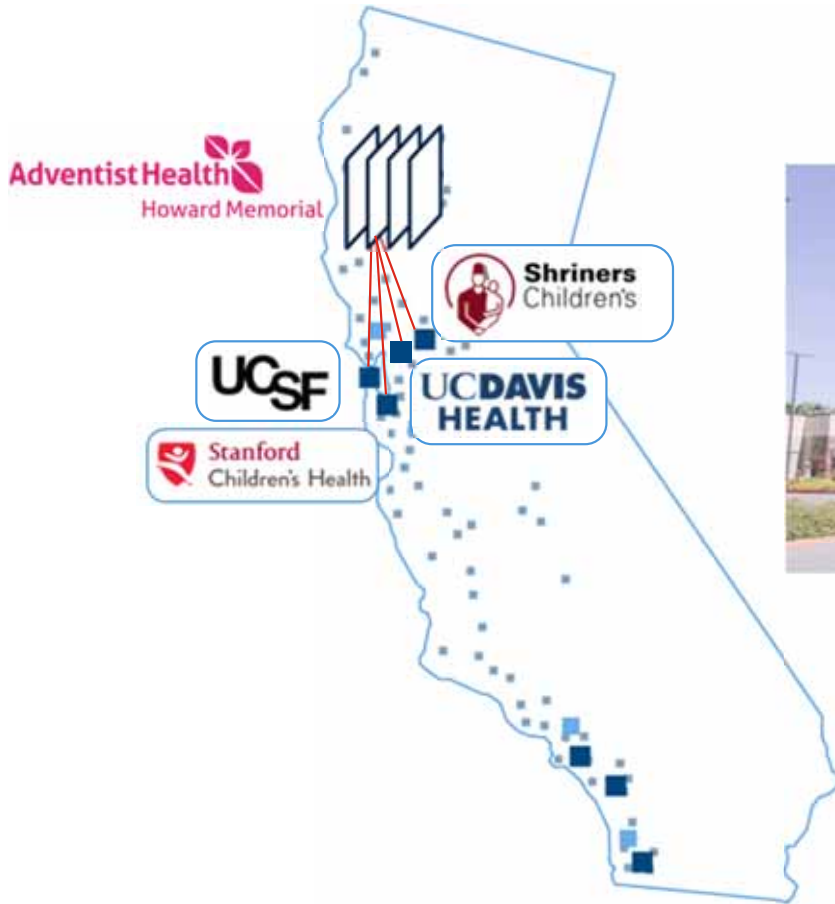 Adventist Health
Howard Memorial
Shriners
Children's
UCSF
UCDAVIS
HEALTH
Stanford
Children's Health